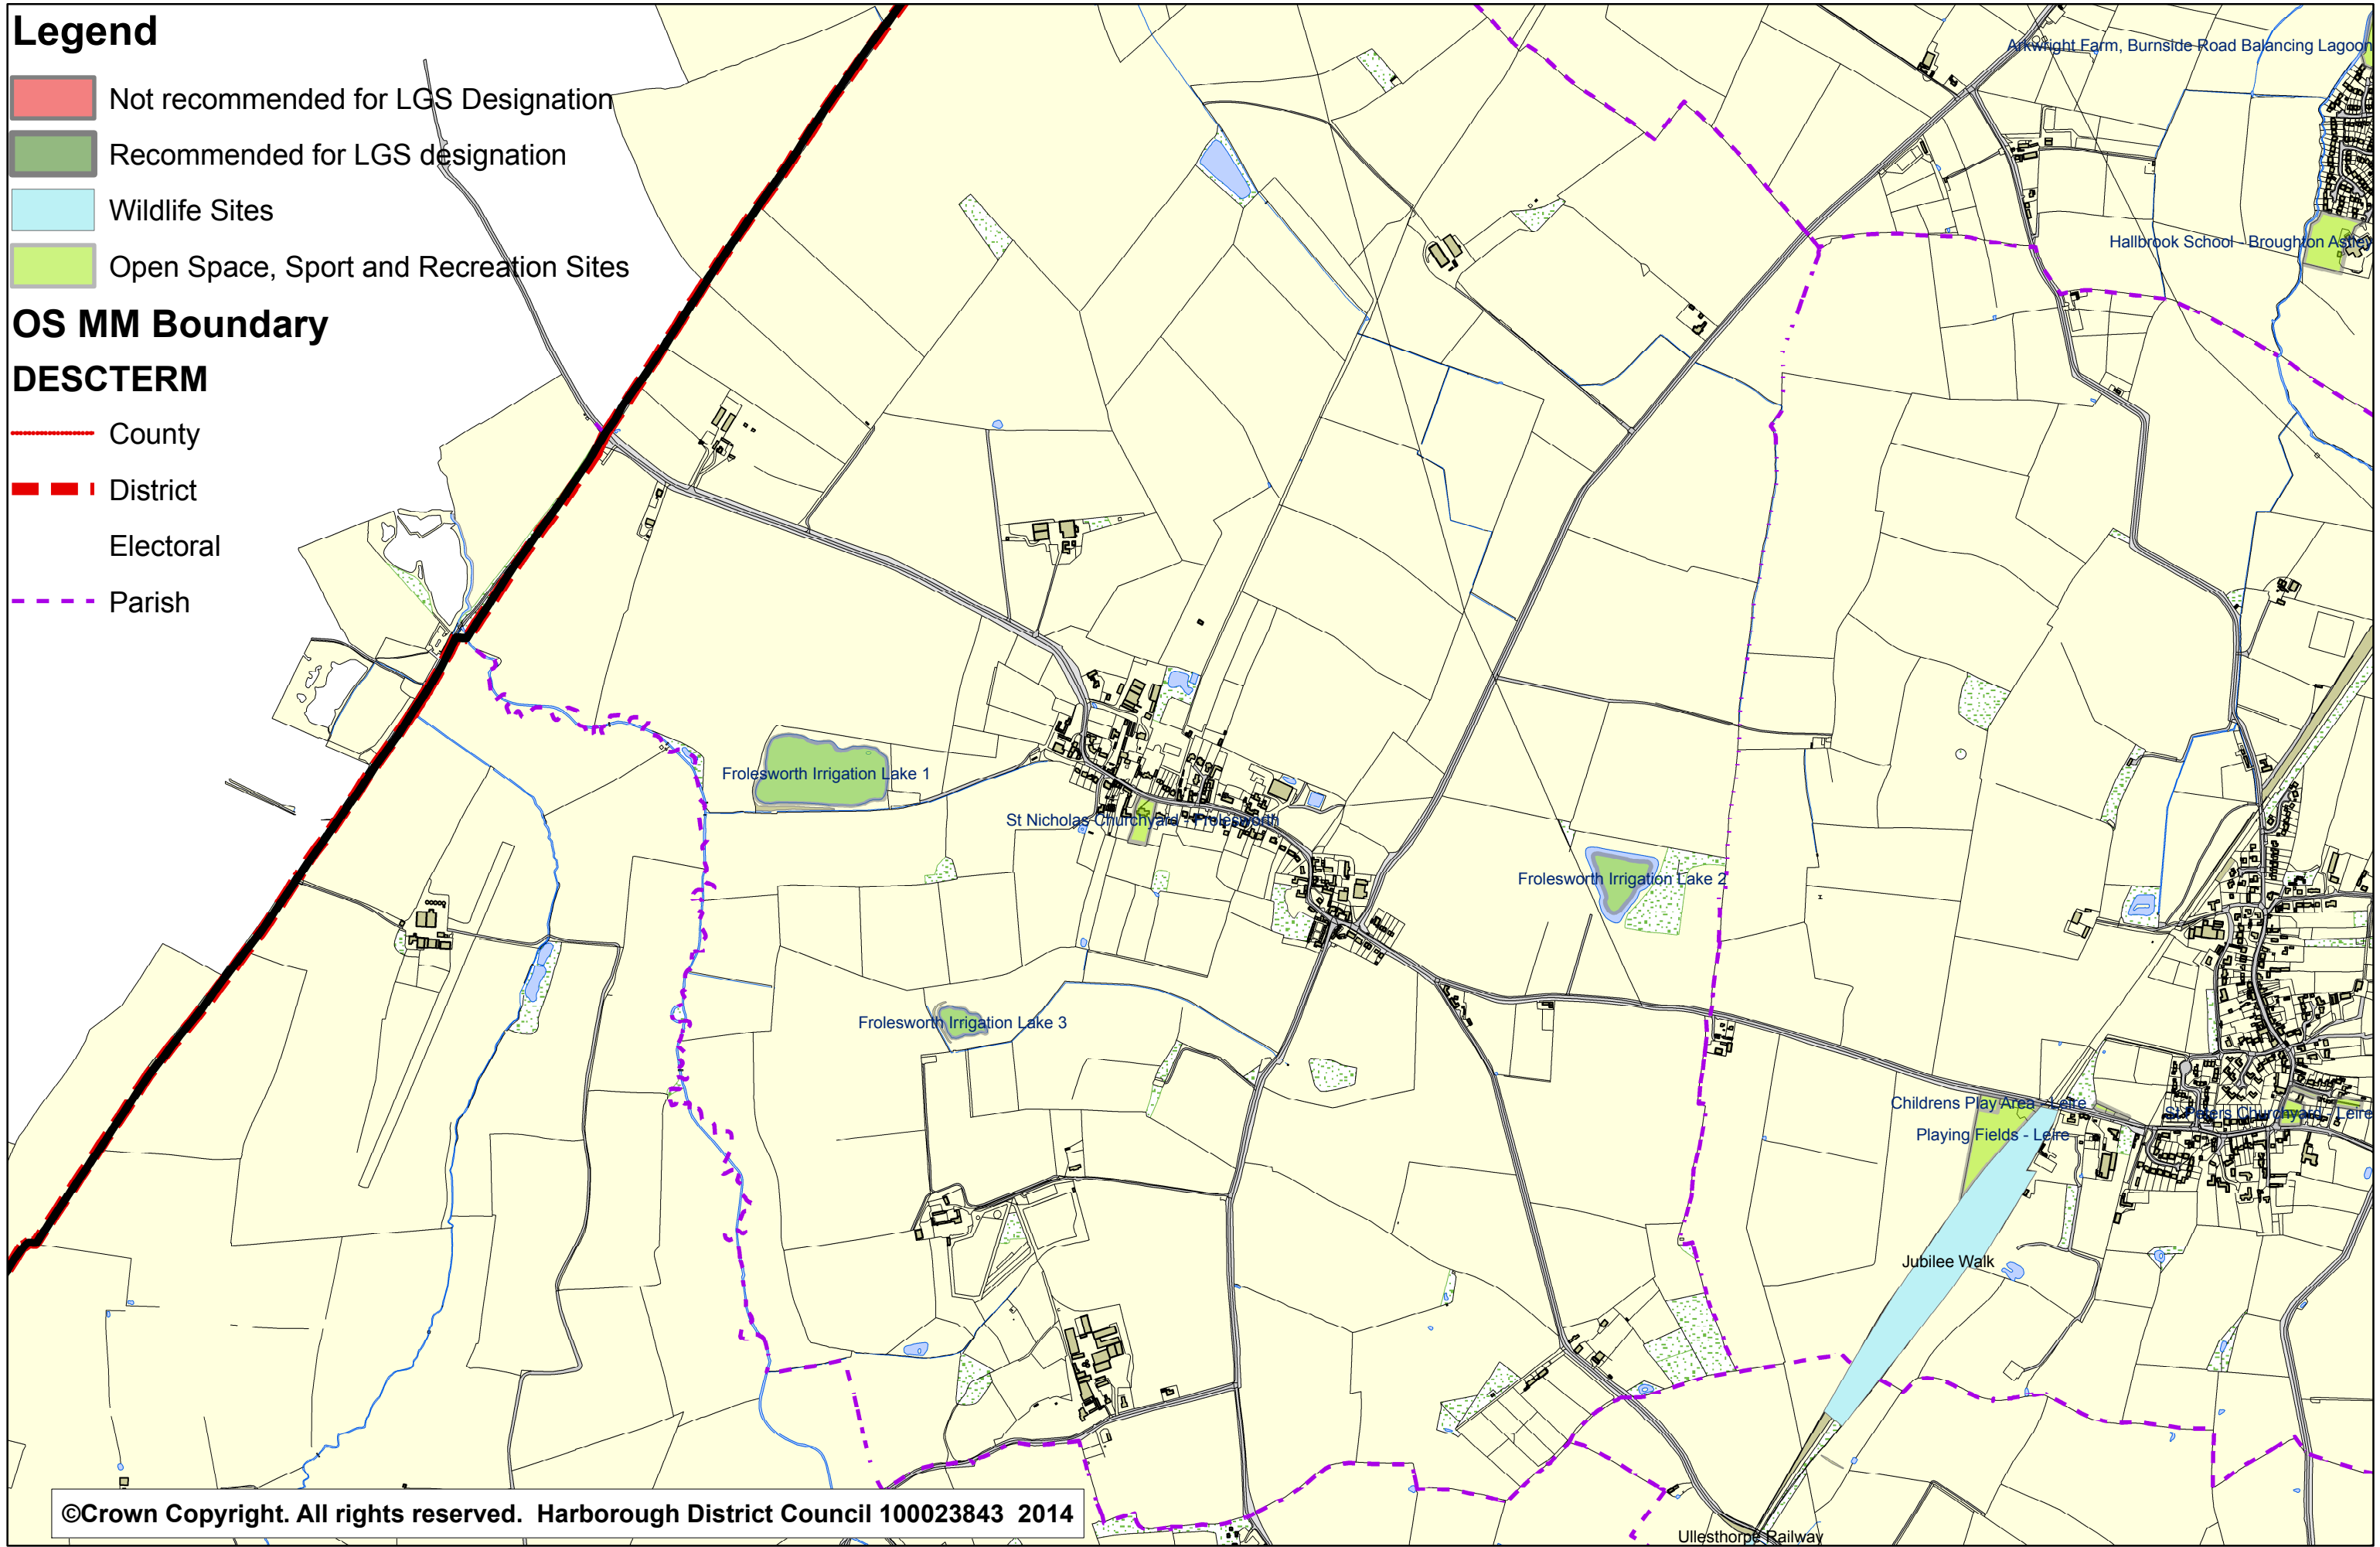 Legend
Not recommended for LGS Designation
Recommended for LGS designation
Wildlife Sites
Open Space, Sport and Recreation Sites
OS MM Boundary
DESCTERM
County
District
Electoral
Parish
Arkwright Farm, Burnside Road Balancing Lagoon
Hallbrook School - Broughton Astley
Frolesworth Irrigation Lake 1
St Nicholas Churchyard - Frolesworth
Frolesworth Irrigation Lake 2
Frolesworth Irrigation Lake 3
Childrens Play Area - Leire
St Peters Churchyard - Leire
Playing Fields - Leire
Jubilee Walk
©Crown Copyright. All rights reserved. Harborough District Council 100023843 2014
Ullesthorpe Railway